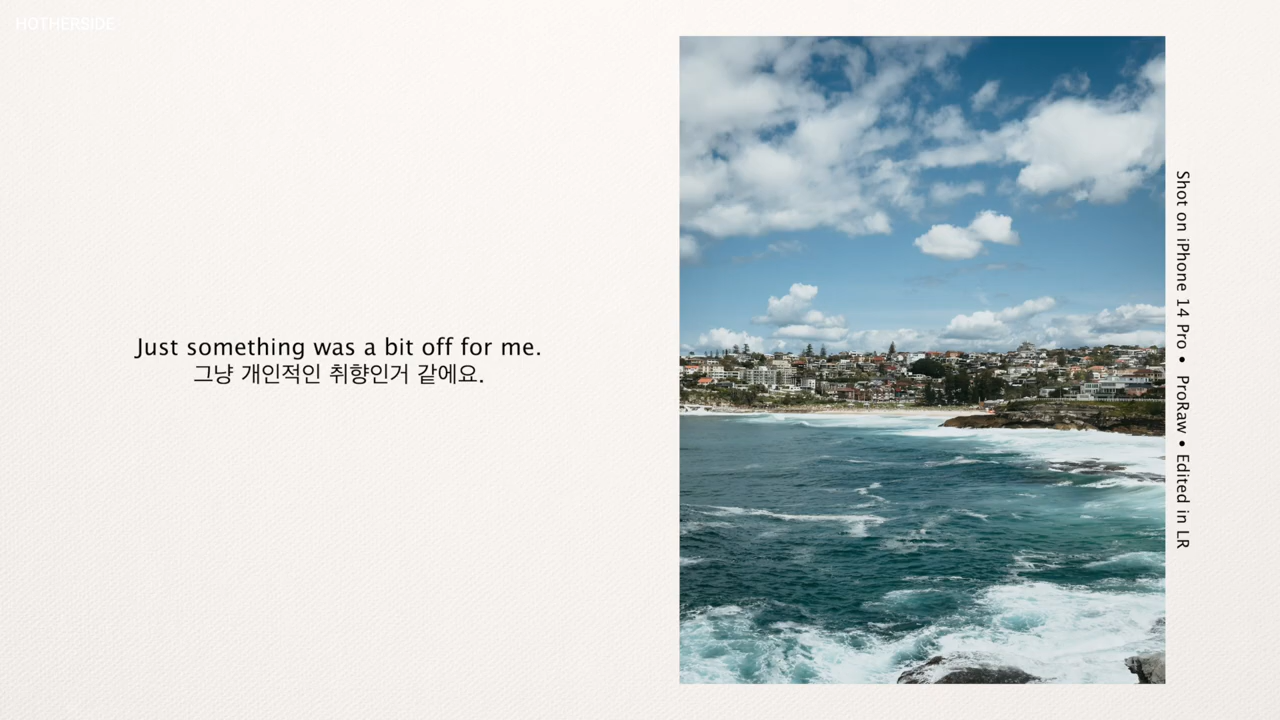 HOTHERSIDE
Just something was a bit off for me.
그냥 개인적인 취향인거 같에요.
Shot on iPhone 14 Pro • ProRaw • Edited in LR